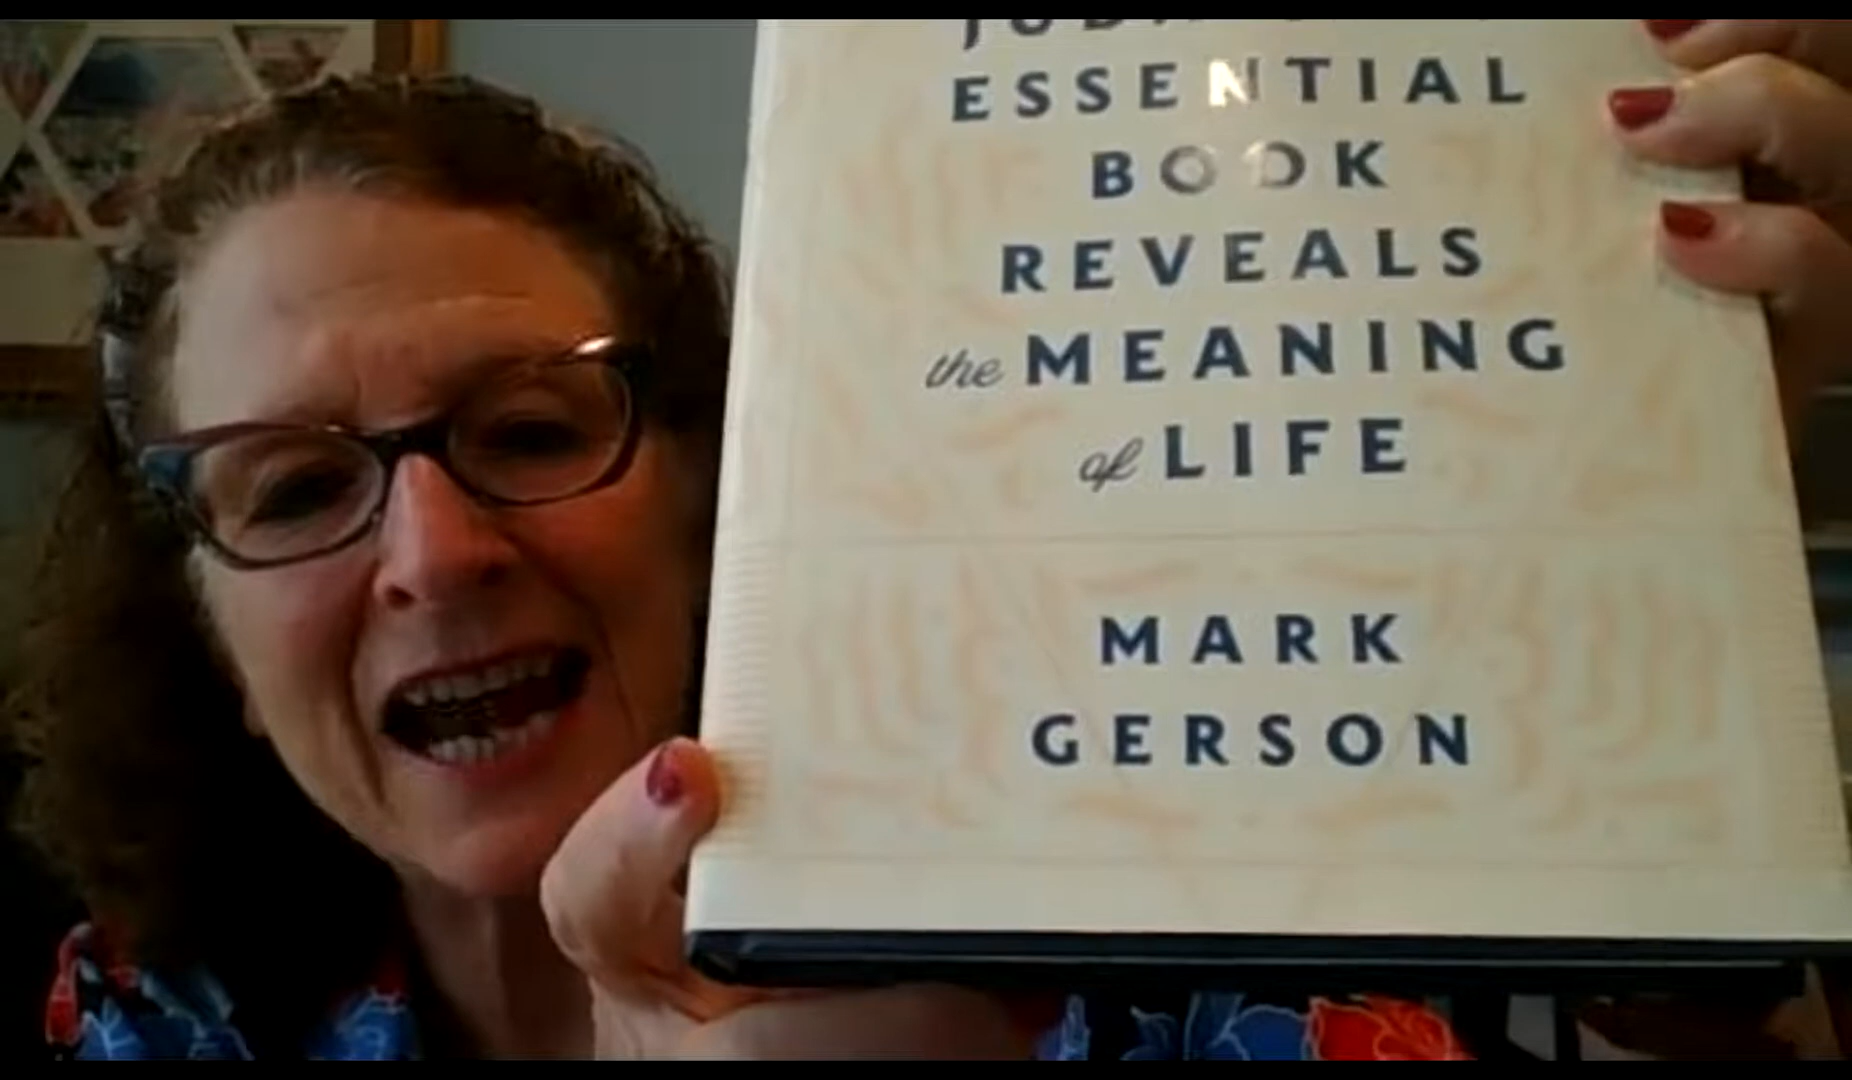 ESSENTIAL
BOOK
REVEALS
the MEANING
of LIFE
MARK
GERSON